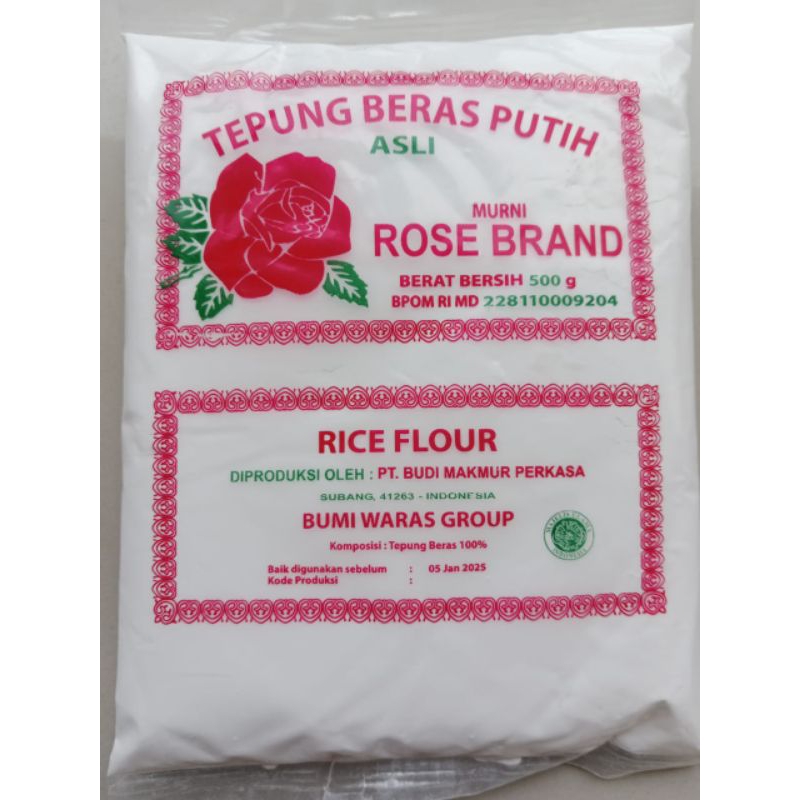 TEPUNG BERAS PUTIH
ASLI
MURNI
ROSE BRAND
BERAT BERSIH 500 g
BPOM RI MD 228110009204
RICE FLOUR
DIPRODUKSI OLEH : PT. BUDI MAKMUR PERKASA
SUBANG, 41263 - INDONESIA
BUMI WARAS GROUP
Komposisi : Tepung Beras 100%
Baik digunakan sebelum : 05 Jan 2025
Kode Produksi :